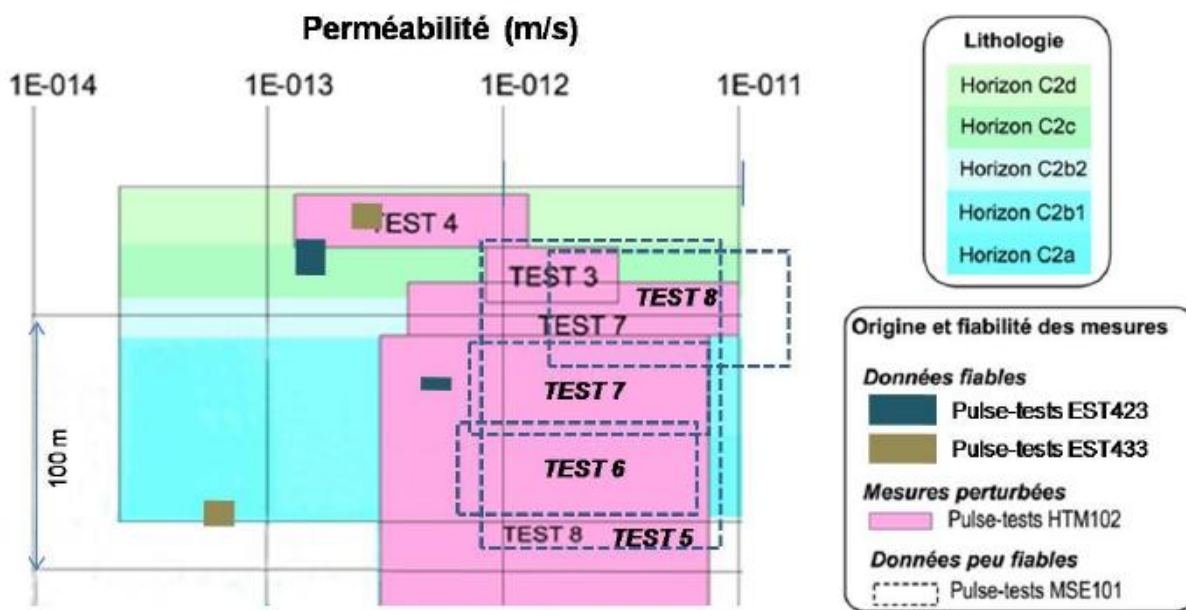 Perméabilité (m/s)
1E-014 1E-013 1E-012 1E-011
TEST 4
TEST 3
TEST 8
TEST 7
TEST 7
TEST 6
TEST 8 TEST 5
100 m
Lithologie
Horizon C2d
Horizon C2c
Horizon C2b2
Horizon C2b1
Horizon C2a
Origine et fiabilité des mesures
Données fiables
Pulse-tests EST423
Pulse-tests EST433
Mesures perturbées
Pulse-tests HTM102
Données peu fiables
Pulse-tests MSE101